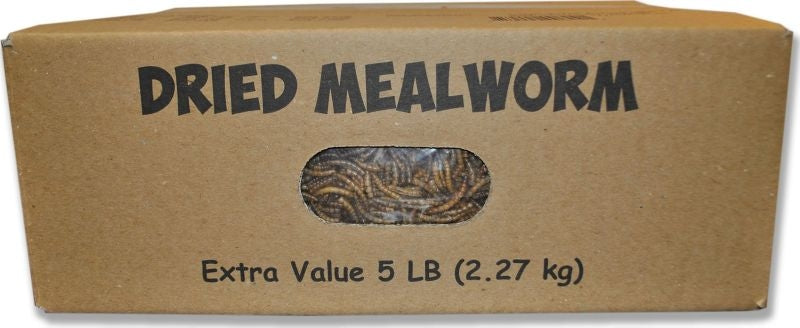 DRIED MEALWORM
Extra Value 5 LB (2.27 kg)